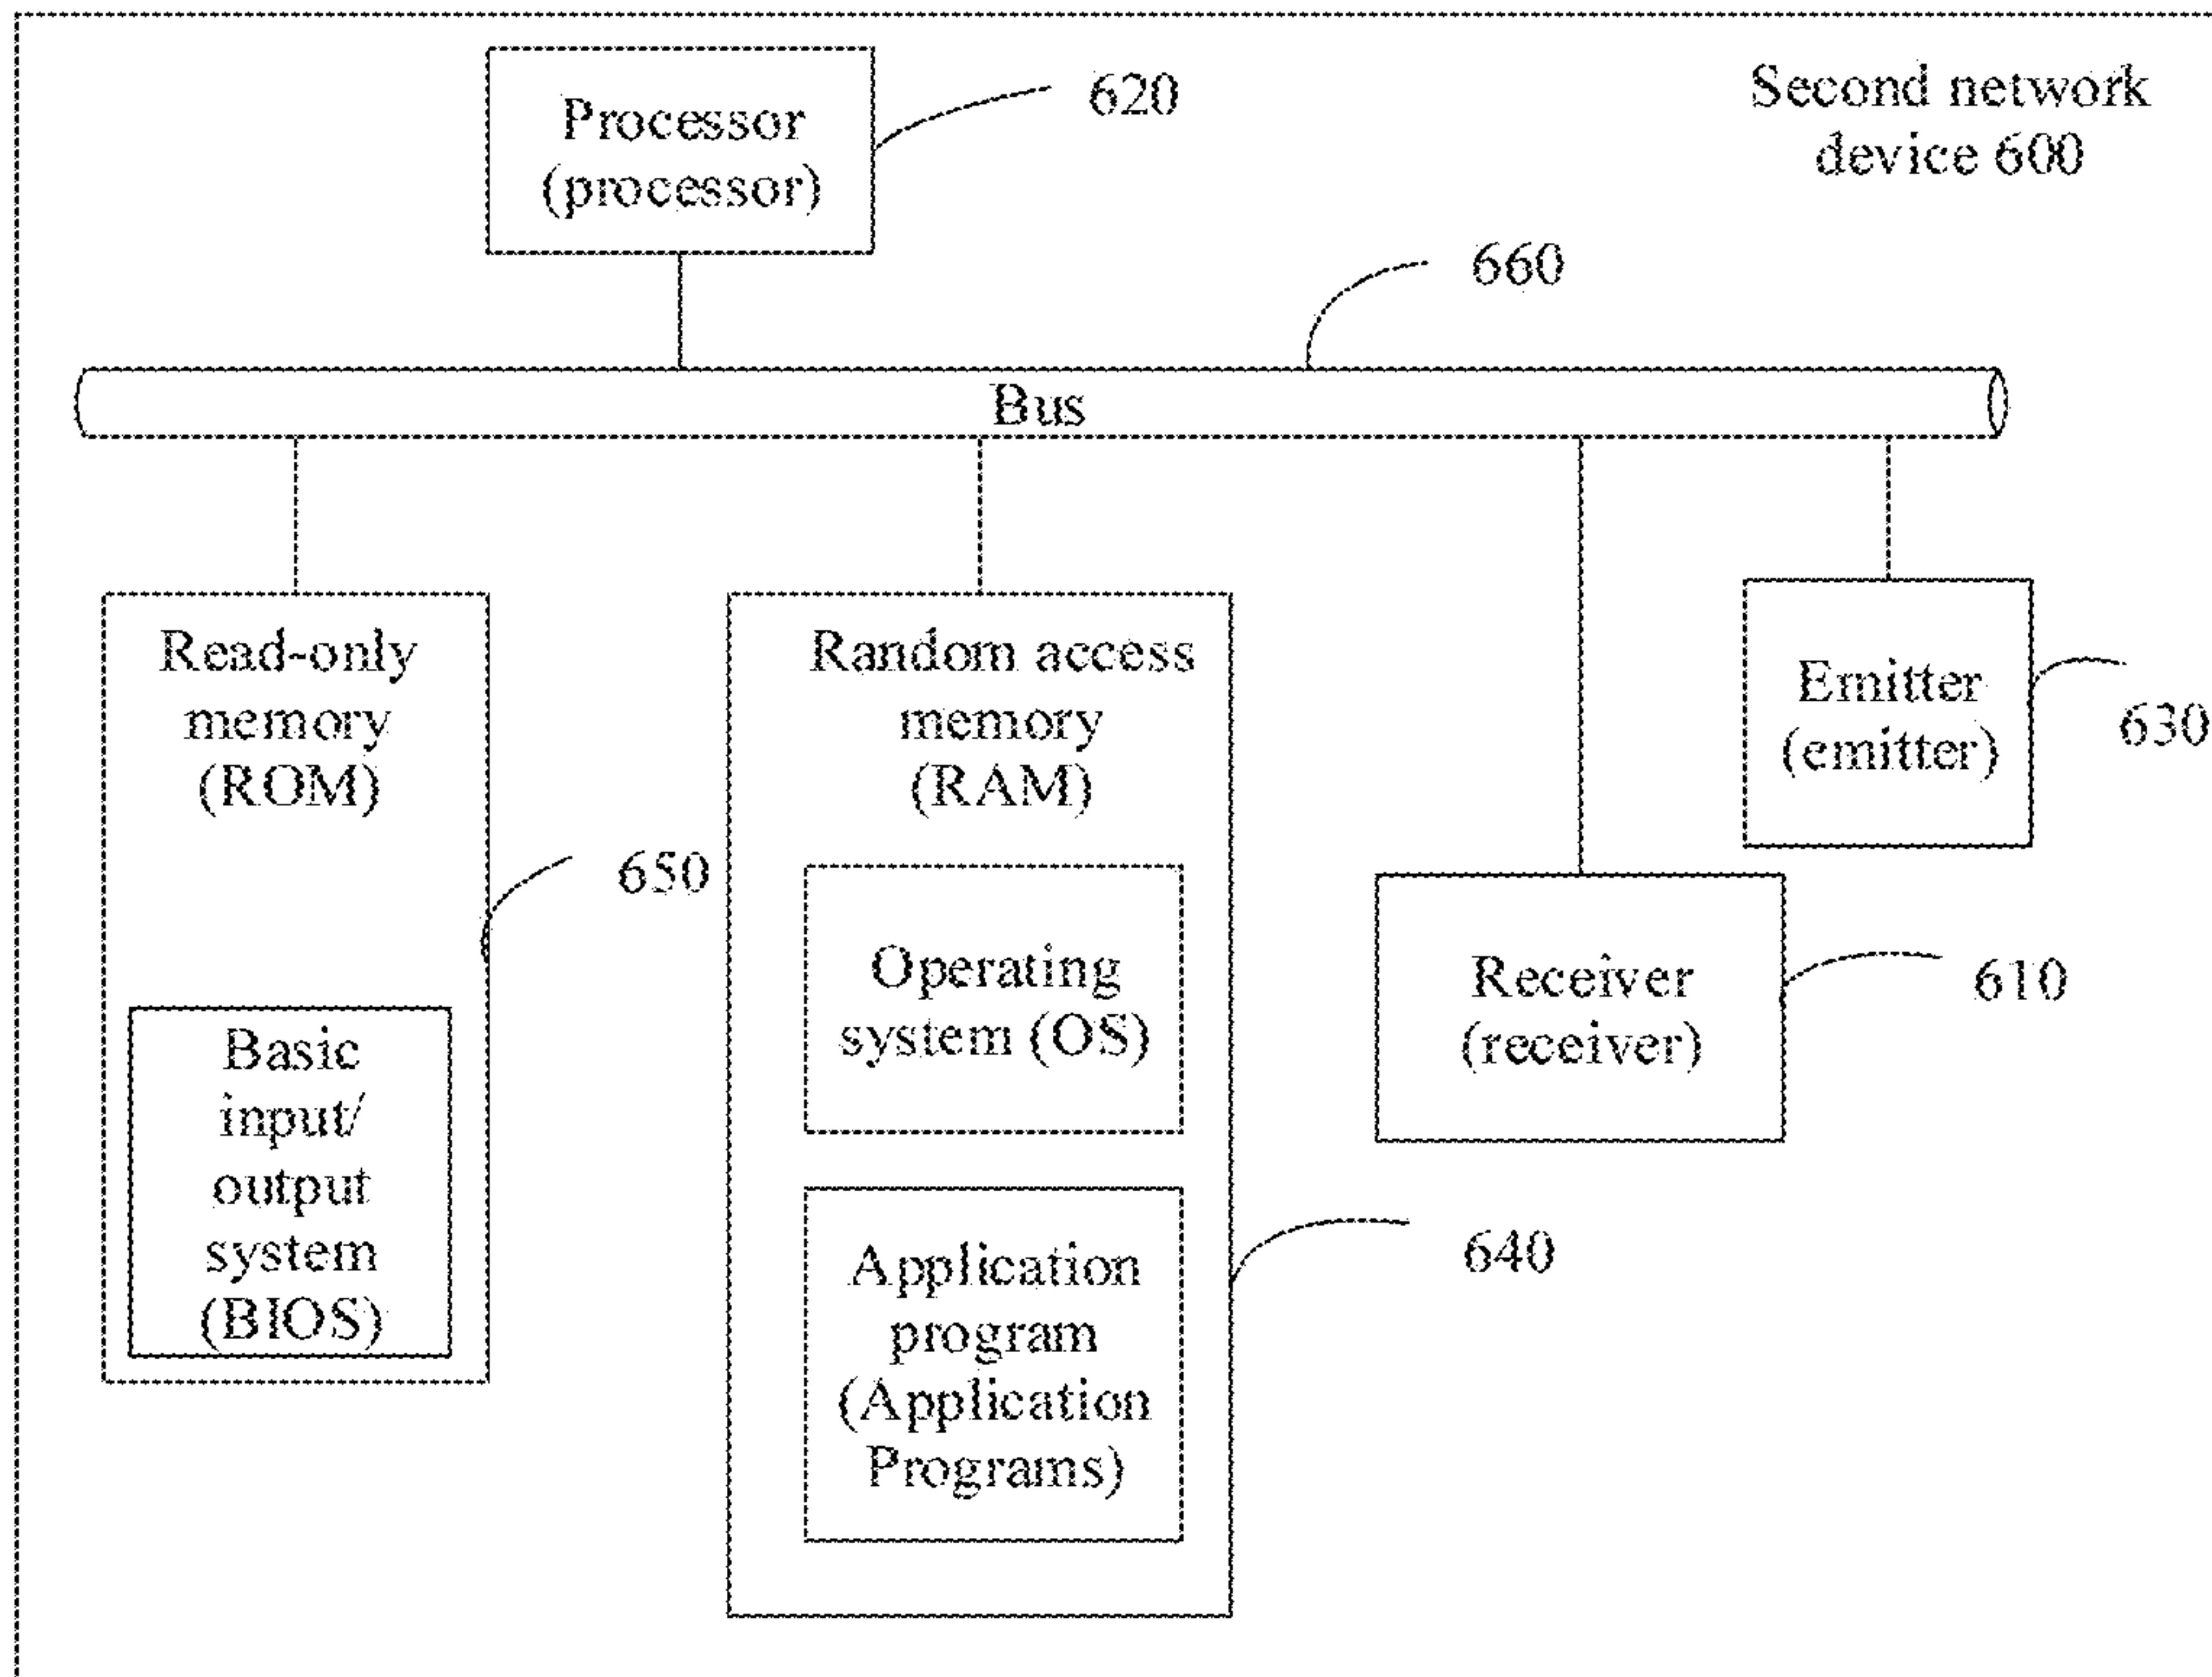 Processor
(processor)
620
Second network
device 600
660
Bus
Read-only
memory
(ROM)
650
Basic
input/
output
system
(BIOS)
Random access
memory
(RAM)
Operating
system (OS)
Application
program
(Application
Programs)
640
Receiver
(receiver)
610
Emitter
(emitter)
630